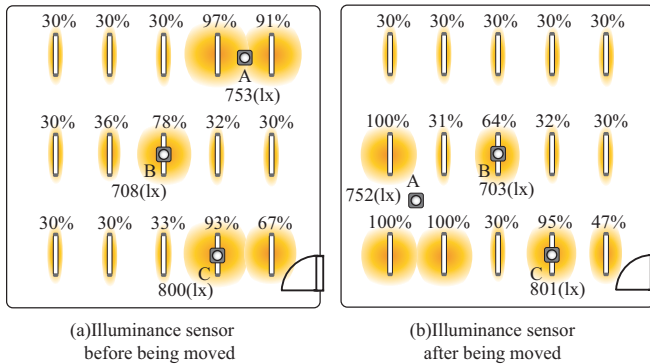 30% 30% 30% 97% 91%
A
753(lx)
30% 36% 78% 32% 30%
B
708(lx)
30% 30% 33% 93% 67%
C
800(lx)
(a)Illuminance sensor
before being moved
30% 30% 30% 30% 30%
100% 31% 64% 32% 30%
B
752(lx) A 703(lx)
100% 100% 30% 95% 47%
C
801(lx)
(b)Illuminance sensor
after being moved